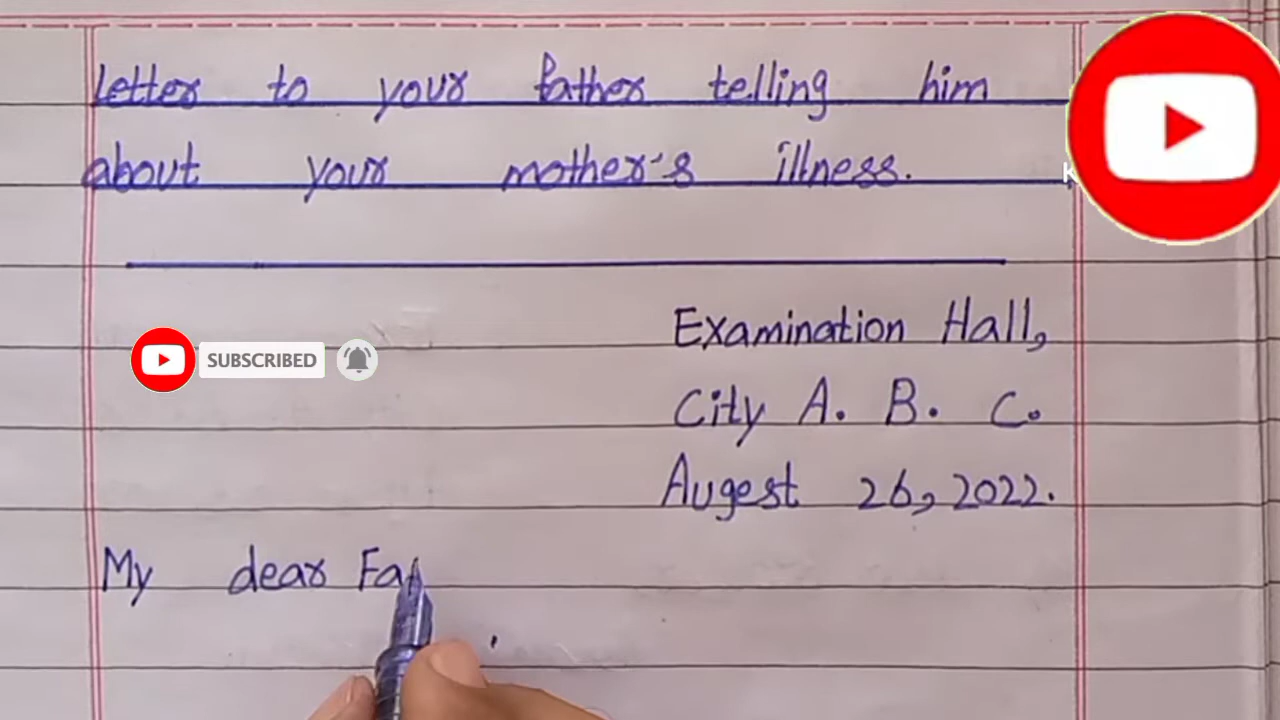 Letter to your father telling him
about your mother's illness.
Examination Hall,
City A. B. C.
SUBSCRIBED
Augest 26, 2022.
My dear Fat